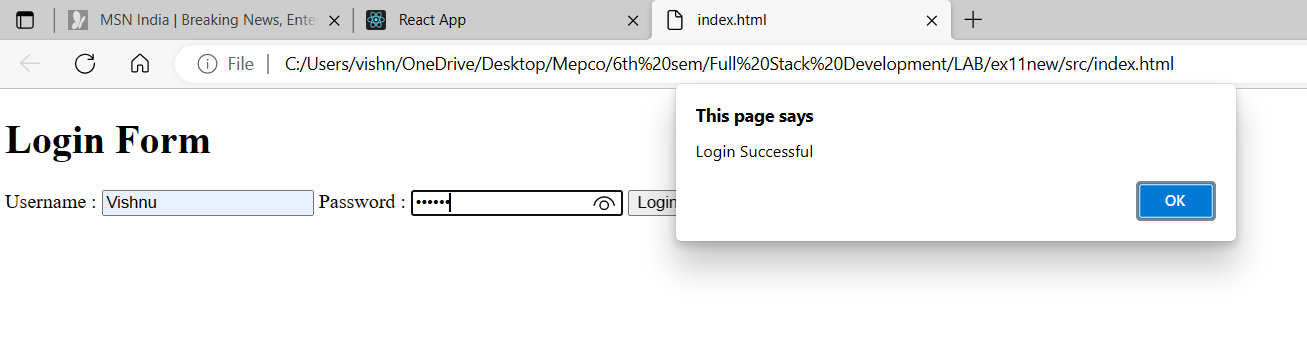 MSN India | Breaking News, Ente
React App
index.html
File | C:/Users/vishn/OneDrive/Desktop/Mepco/6th%20sem/Full%20Stack%20Development/LAB/ex11new/src/index.html
This page says
Login Successful
OK
Login Form
Username : Vishnu Password : •••••• Login